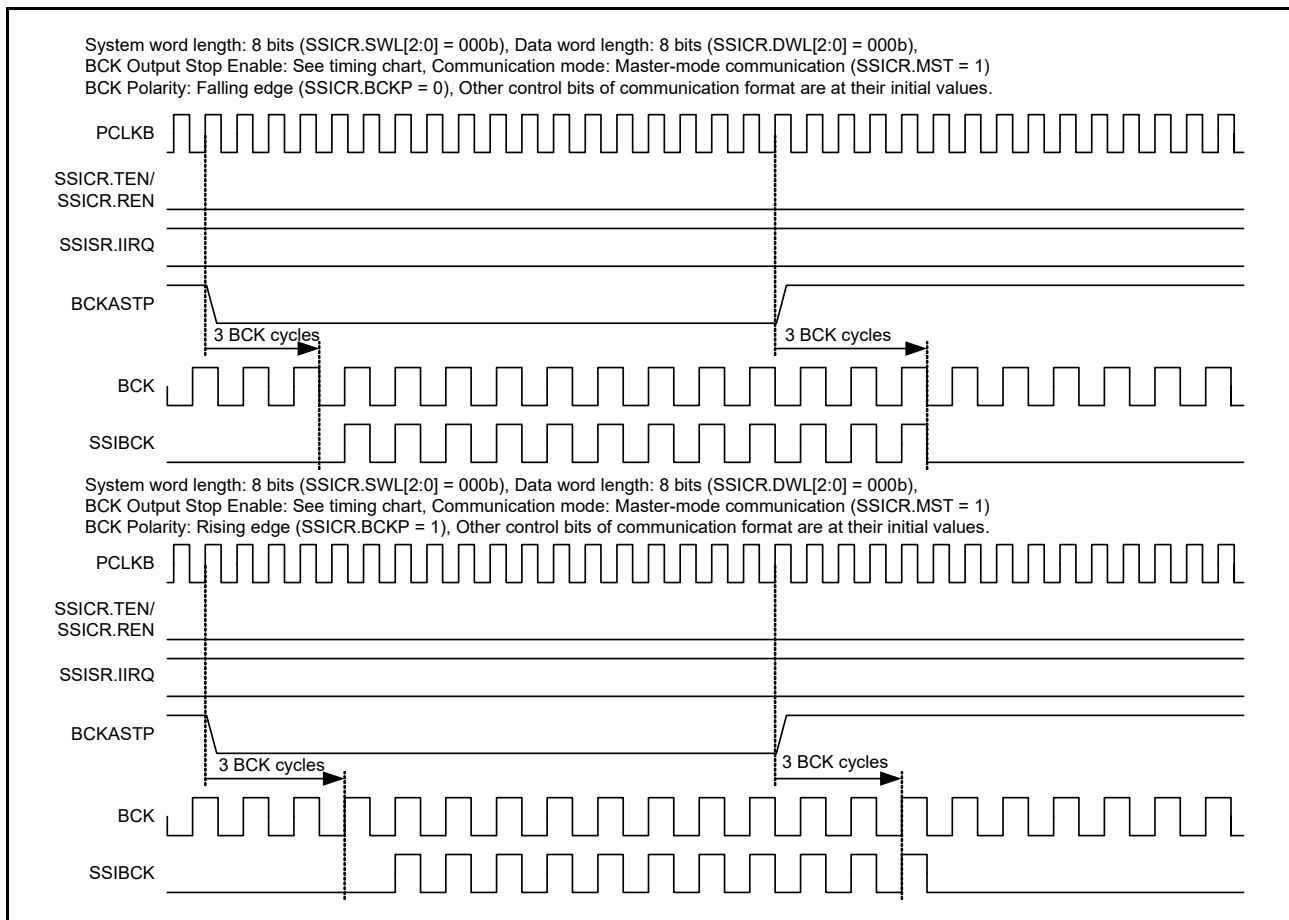 System word length: 8 bits (SSICR.SWL[2:0] = 000b), Data word length: 8 bits (SSICR.DWL[2:0] = 000b),
BCK Output Stop Enable: See timing chart, Communication mode: Master-mode communication (SSICR.MST = 1)
BCK Polarity: Falling edge (SSICR.BCKP = 0), Other control bits of communication format are at their initial values.
PCLKB
SSICR.TEN/
SSICR.REN
SSISR.IIRQ
BCKASTP
3 BCK cycles 3 BCK cycles
BCK
SSIBCK
System word length: 8 bits (SSICR.SWL[2:0] = 000b), Data word length: 8 bits (SSICR.DWL[2:0] = 000b),
BCK Output Stop Enable: See timing chart, Communication mode: Master-mode communication (SSICR.MST = 1)
BCK Polarity: Rising edge (SSICR.BCKP = 1), Other control bits of communication format are at their initial values.
PCLKB
SSICR.TEN/
SSICR.REN
SSISR.IIRQ
BCKASTP
3 BCK cycles 3 BCK cycles
BCK
SSIBCK